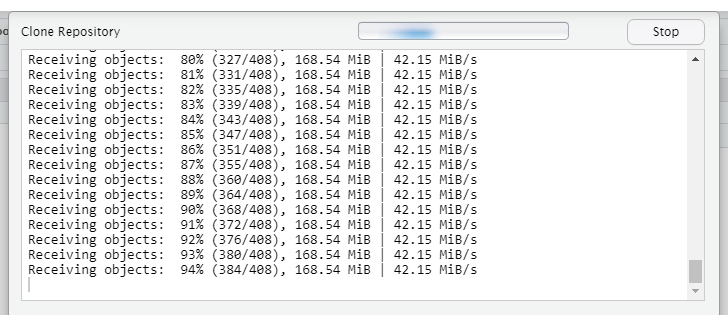 Clone Repository
Stop
Receiving objects:  80% (327/408), 168.54 MiB | 42.15 MiB/s
Receiving objects:  81% (331/408), 168.54 MiB | 42.15 MiB/s
Receiving objects:  82% (335/408), 168.54 MiB | 42.15 MiB/s
Receiving objects:  83% (339/408), 168.54 MiB | 42.15 MiB/s
Receiving objects:  84% (343/408), 168.54 MiB | 42.15 MiB/s
Receiving objects:  85% (347/408), 168.54 MiB | 42.15 MiB/s
Receiving objects:  86% (351/408), 168.54 MiB | 42.15 MiB/s
Receiving objects:  87% (355/408), 168.54 MiB | 42.15 MiB/s
Receiving objects:  88% (360/408), 168.54 MiB | 42.15 MiB/s
Receiving objects:  89% (364/408), 168.54 MiB | 42.15 MiB/s
Receiving objects:  90% (368/408), 168.54 MiB | 42.15 MiB/s
Receiving objects:  91% (372/408), 168.54 MiB | 42.15 MiB/s
Receiving objects:  92% (376/408), 168.54 MiB | 42.15 MiB/s
Receiving objects:  93% (380/408), 168.54 MiB | 42.15 MiB/s
Receiving objects:  94% (384/408), 168.54 MiB | 42.15 MiB/s